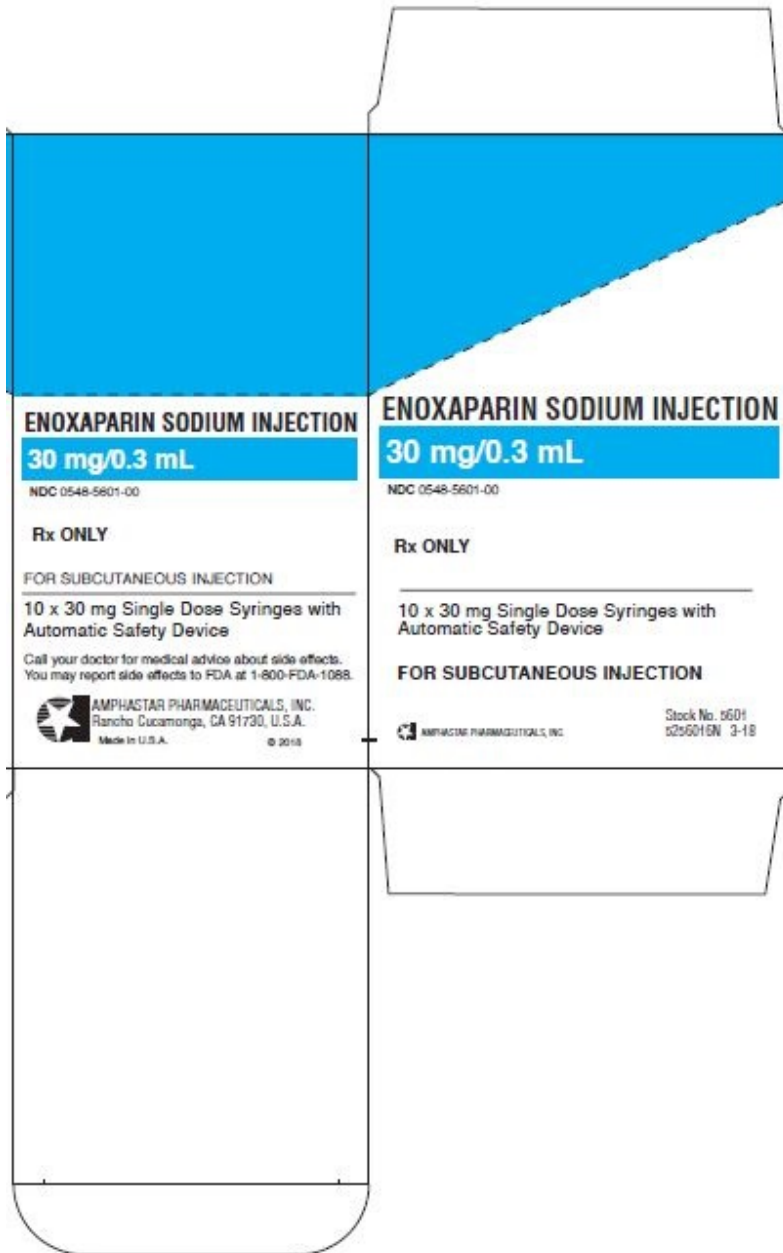 ENOXAPARIN SODIUM INJECTION
30 mg/0.3 mL
NDC 0548-5601-00
Rx ONLY
FOR SUBCUTANEOUS INJECTION
10 x 30 mg Single Dose Syringes with
Automatic Safety Device
Call your doctor for medical advice about side effects.
You may report side effects to FDA at 1-800-FDA-1088.
AMPHASTAR PHARMACEUTICALS, INC.
Rancho Cucamonga, CA 91730, U.S.A.
Made in U.S.A. © 2018
ENOXAPARIN SODIUM INJECTION
30 mg/0.3 mL
NDC 0548-5601-00
Rx ONLY
10 x 30 mg Single Dose Syringes with
Automatic Safety Device
FOR SUBCUTANEOUS INJECTION
AMPHASTAR PHARMACEUTICALS, INC.
Stock No. 5601
5256016N 3-18